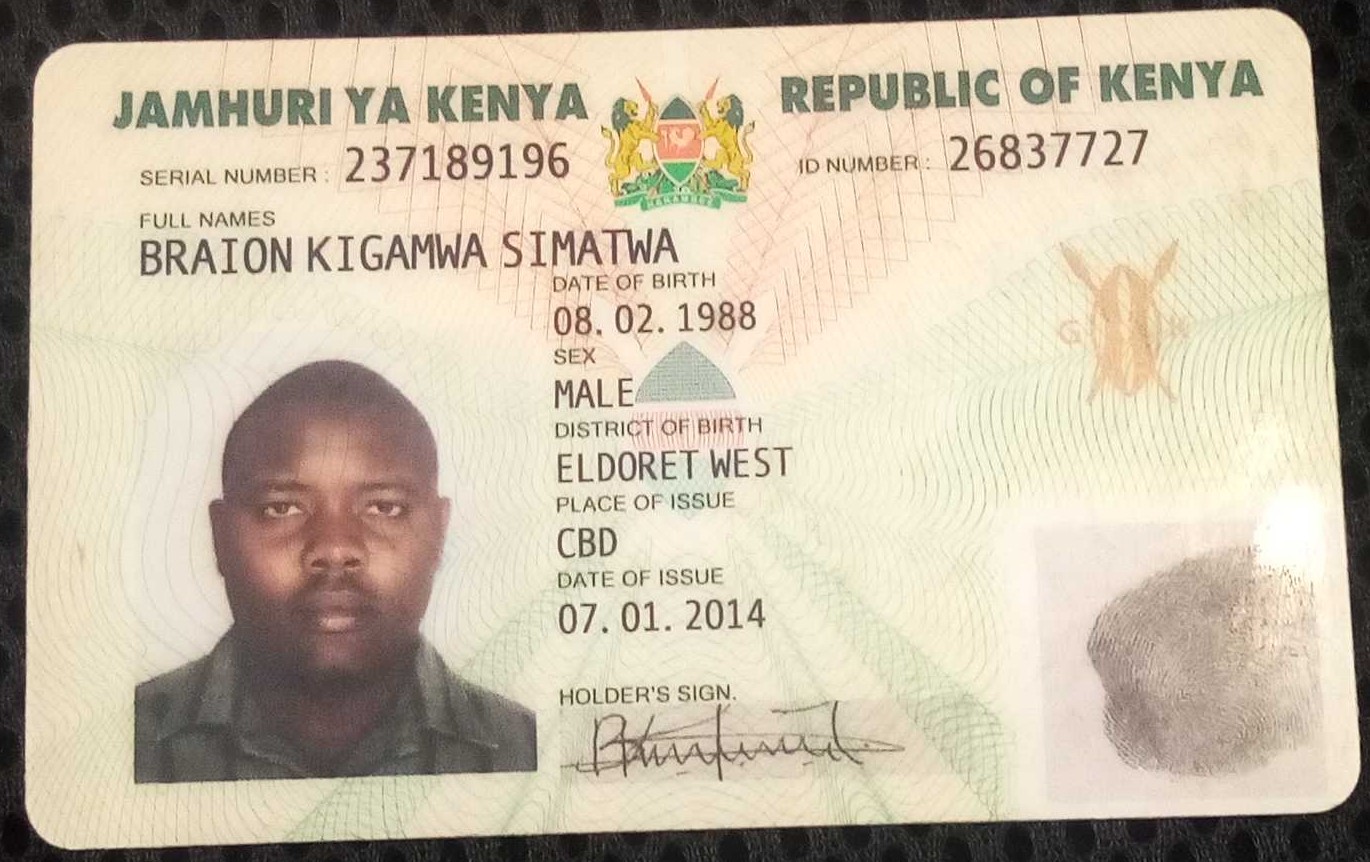 JAMHURI YA KENYA REPUBLIC OF KENYA
SERIAL NUMBER : 237189196 ID NUMBER : 26837727
FULL NAMES
BRAION KIGAMWA SIMATWA
DATE OF BIRTH
08. 02. 1988
SEX
MALE
DISTRICT OF BIRTH
ELDORET WEST
PLACE OF ISSUE
CBD
DATE OF ISSUE
07. 01. 2014
HOLDER'S SIGN.
HARAMBEE